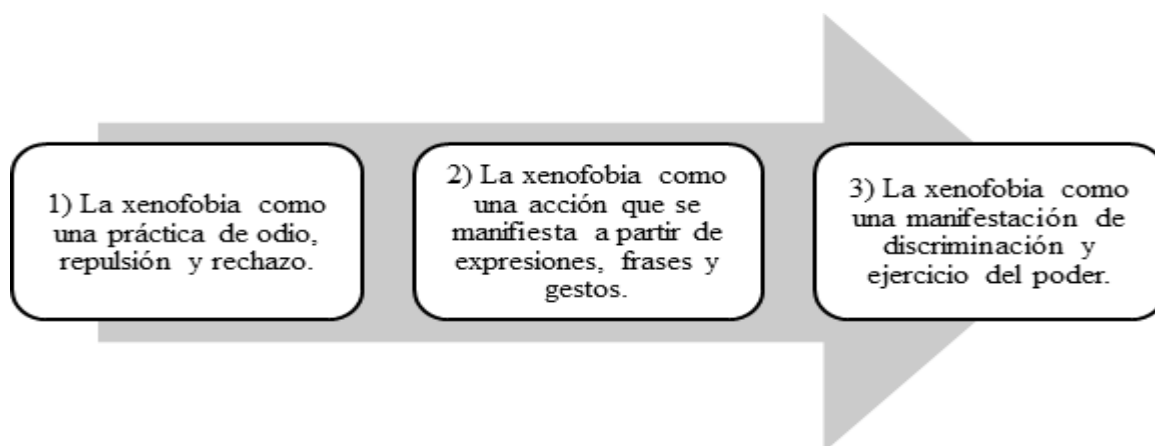 1) La xenofobia como
una práctica de odio,
repulsión y rechazo.
2) La xenofobia como
una acción que se
manifiesta a partir de
expresiones, frases y
gestos.
3) La xenofobia como
una manifestación de
discriminación y
ejercicio del poder.